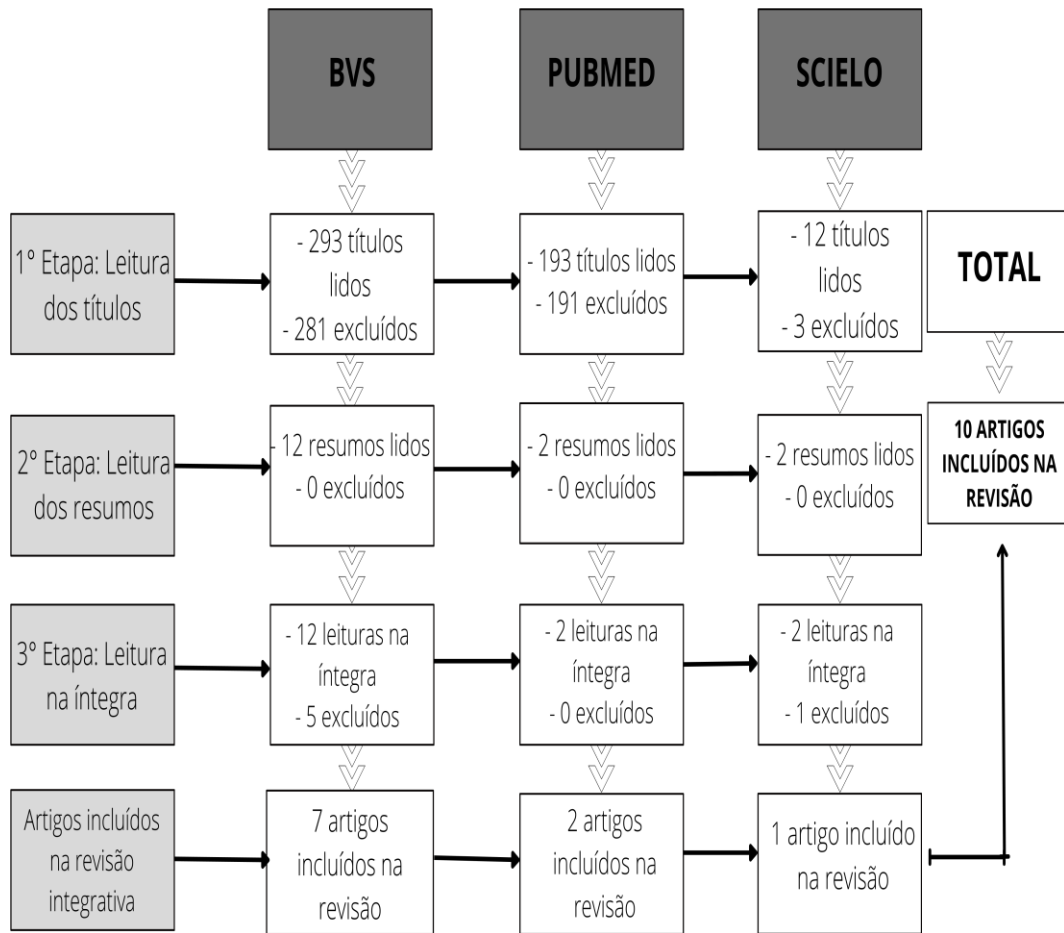 BVS
PUBMED
SCIELO
1° Etapa: Leitura
dos títulos
- 293 títulos
lidos
- 281 excluídos
- 193 títulos lidos
- 191 excluídos
- 12 títulos
lidos
- 3 excluídos
TOTAL
2° Etapa: Leitura
dos resumos
- 12 resumos lidos
- 0 excluídos
- 2 resumos lidos
- 0 excluídos
- 2 resumos lidos
- 0 excluídos
10 ARTIGOS
INCLUÍDOS NA
REVISÃO
3° Etapa: Leitura
na íntegra
- 12 leituras na
íntegra
- 5 excluídos
- 2 leituras na
íntegra
- 0 excluídos
- 2 leituras na
íntegra
- 1 excluídos
Artigos incluídos
na revisão
integrativa
7 artigos
incluídos na
revisão
2 artigos
incluídos na
revisão
1 artigo incluído
na revisão